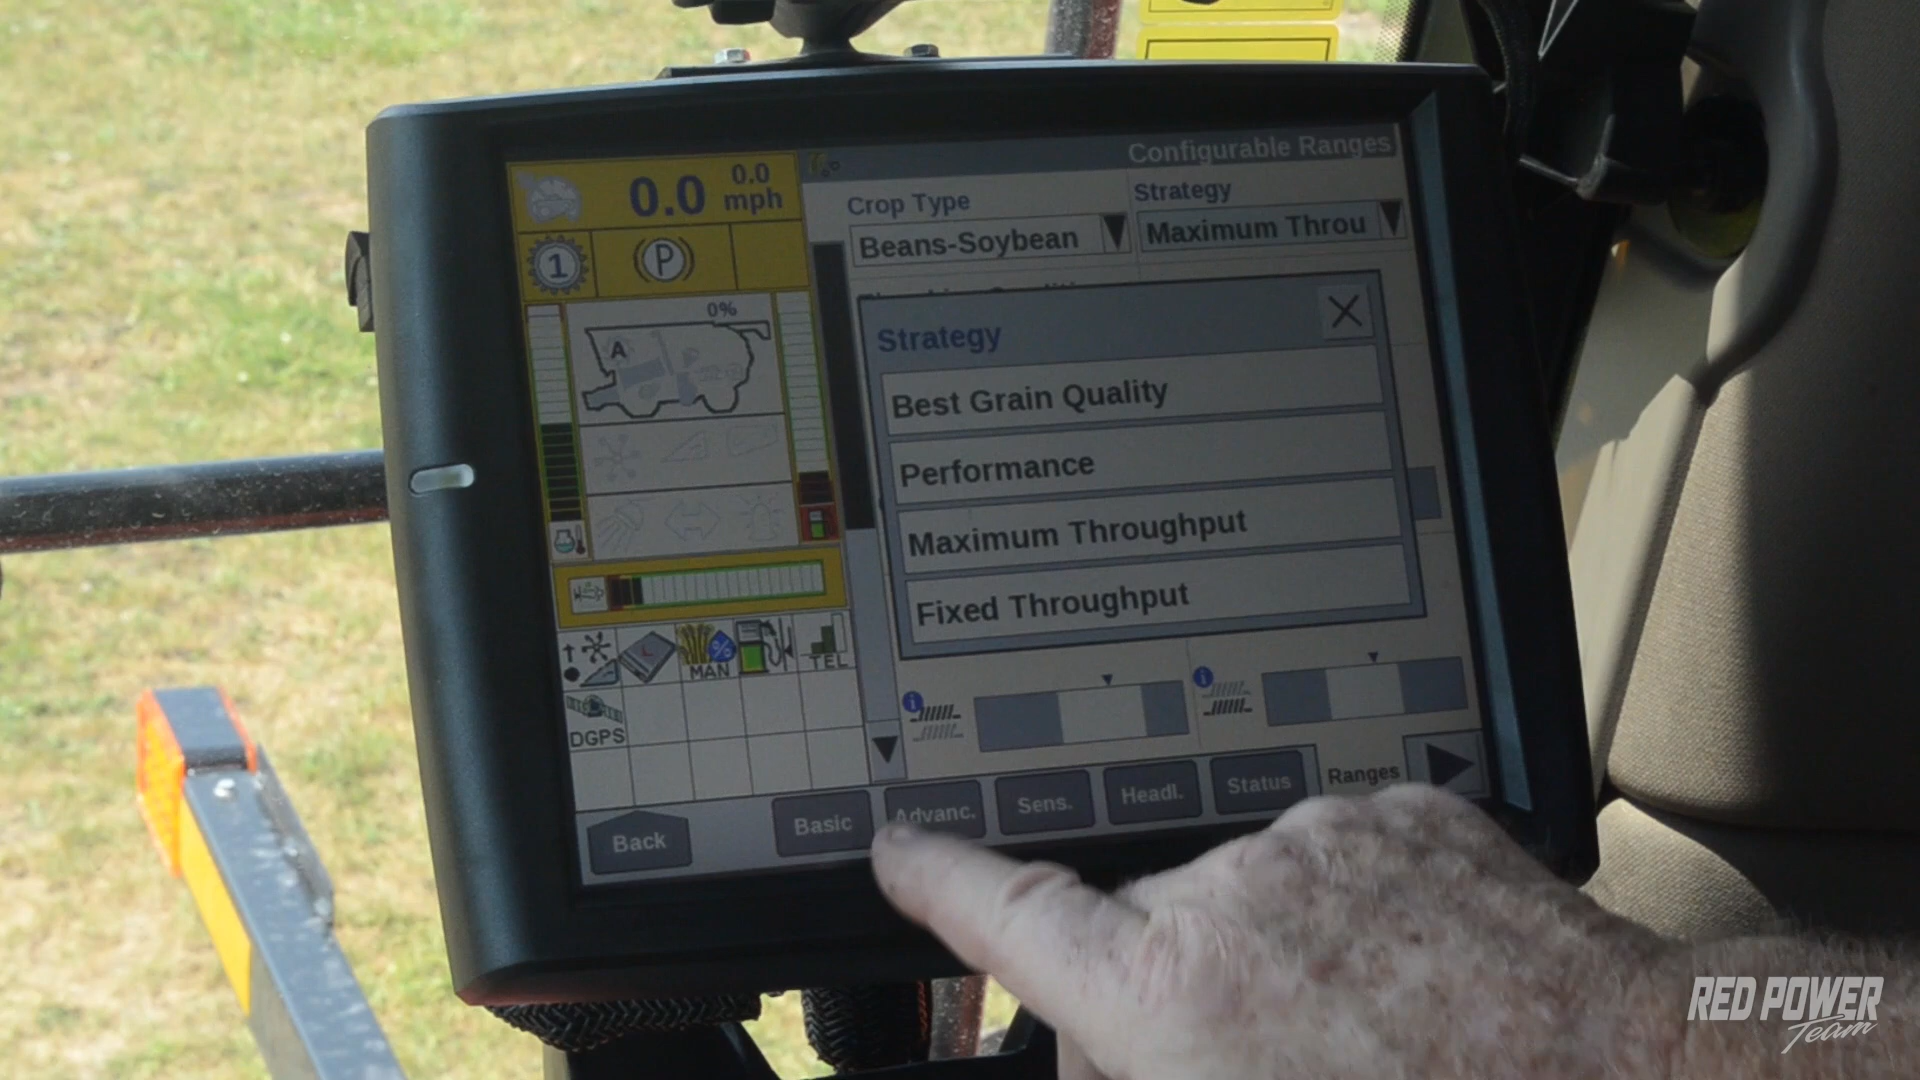 Configurable Ranges
0.0
0.0
mph
Crop Type
Strategy
Beans-Soybean
Maximum Throu
1
P
0%
A
Strategy
Best Grain Quality
Performance
Maximum Throughput
Fixed Throughput
MAN
TEL
DGPS
Back
Basic
Advanc.
Sens.
Headl.
Status
Ranges
RED POWER
Team